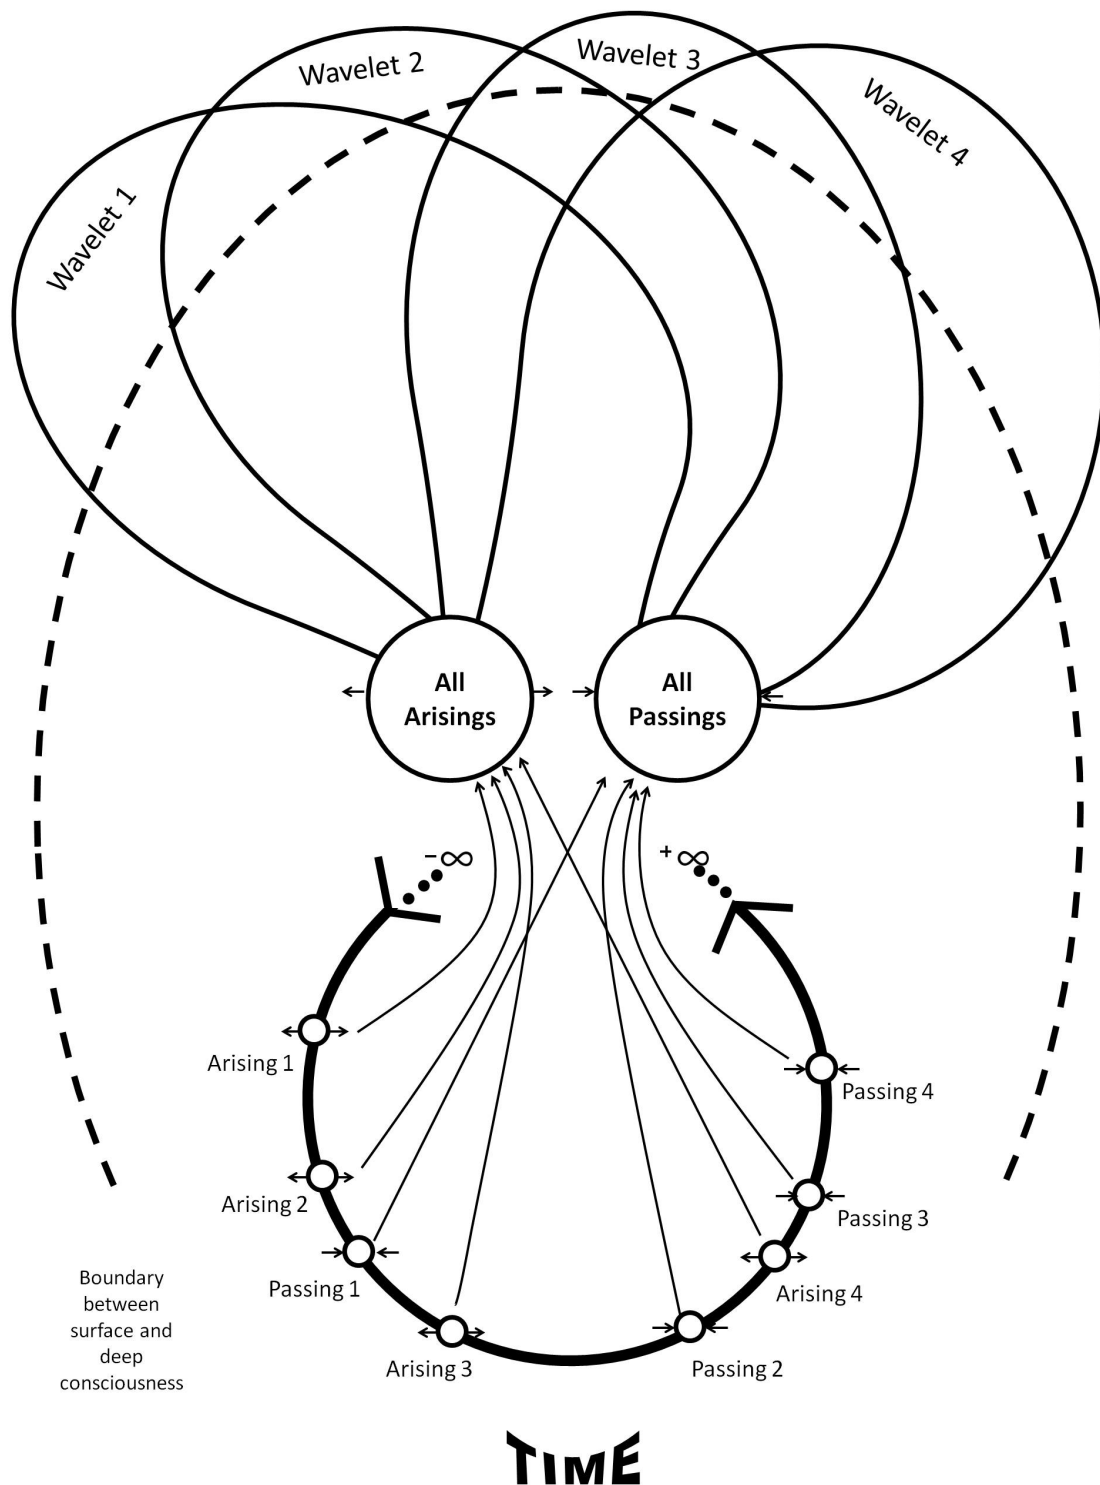 Wavelet 1
Wavelet 2
Wavelet 3
Wavelet 4
All
Arisings
All
Passings
- ∞
+ ∞
Arising 1
Arising 2
Passing 1
Arising 3
Passing 2
Arising 4
Passing 3
Passing 4
Boundary
between
surface and
deep
consciousness
TIME